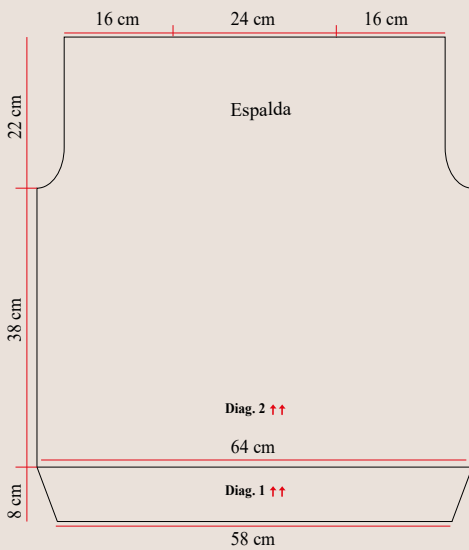 16 cm 24 cm 16 cm
22 cm
Espalda
38 cm
Diag. 2 ↑↑
64 cm
8 cm
Diag. 1 ↑↑
58 cm